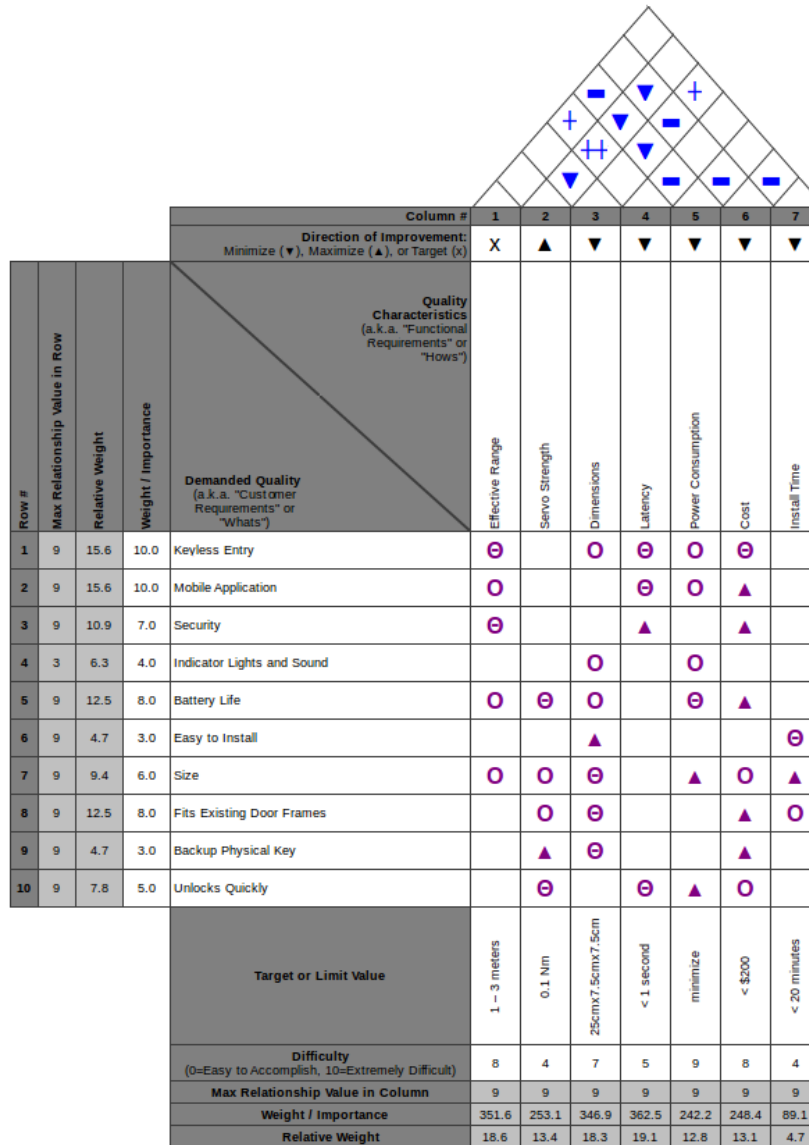 Column # 1 2 3 4 5 6 7
Direction of Improvement:
Minimize (▼), Maximize (▲), or Target (x) X ▲ ▼ ▼ ▼ ▼ ▼
Quality
Characteristics
(a.k.a. "Functional
Requirements" or
"Hows")
Row #
Max Relationship Value in Row
Relative Weight
Weight / Importance
Demanded Quality
(a.k.a. "Customer
Requirements" or
"Whats")
Effective Range
Servo Strength
Dimensions
Latency
Power Consumption
Cost
Install Time
1 9 15.6 10.0 Keyless Entry Θ Ο Θ Ο Θ
2 9 15.6 10.0 Mobile Application Ο Θ Ο ▲
3 9 10.9 7.0 Security Θ ▲ ▲
4 3 6.3 4.0 Indicator Lights and Sound Ο Ο
5 9 12.5 8.0 Battery Life Ο Θ Ο Θ ▲
6 9 4.7 3.0 Easy to Install ▲ Θ
7 9 9.4 6.0 Size Ο Ο Θ ▲ Ο ▲
8 9 12.5 8.0 Fits Existing Door Frames Ο Θ ▲ Ο
9 9 4.7 3.0 Backup Physical Key ▲ Θ ▲
10 9 7.8 5.0 Unlocks Quickly Θ Θ ▲ Ο
Target or Limit Value
1 – 3 meters
0.1 Nm
25cmx7.5cmx7.5cm
< 1 second
minimize
< $200
< 20 minutes
Difficulty
(0=Easy to Accomplish, 10=Extremely Difficult) 8 4 7 5 9 8 4
Max Relationship Value in Column 9 9 9 9 9 9 9
Weight / Importance 351.6 253.1 346.9 362.5 242.2 248.4 89.1
Relative Weight 18.6 13.4 18.3 19.1 12.8 13.1 4.7